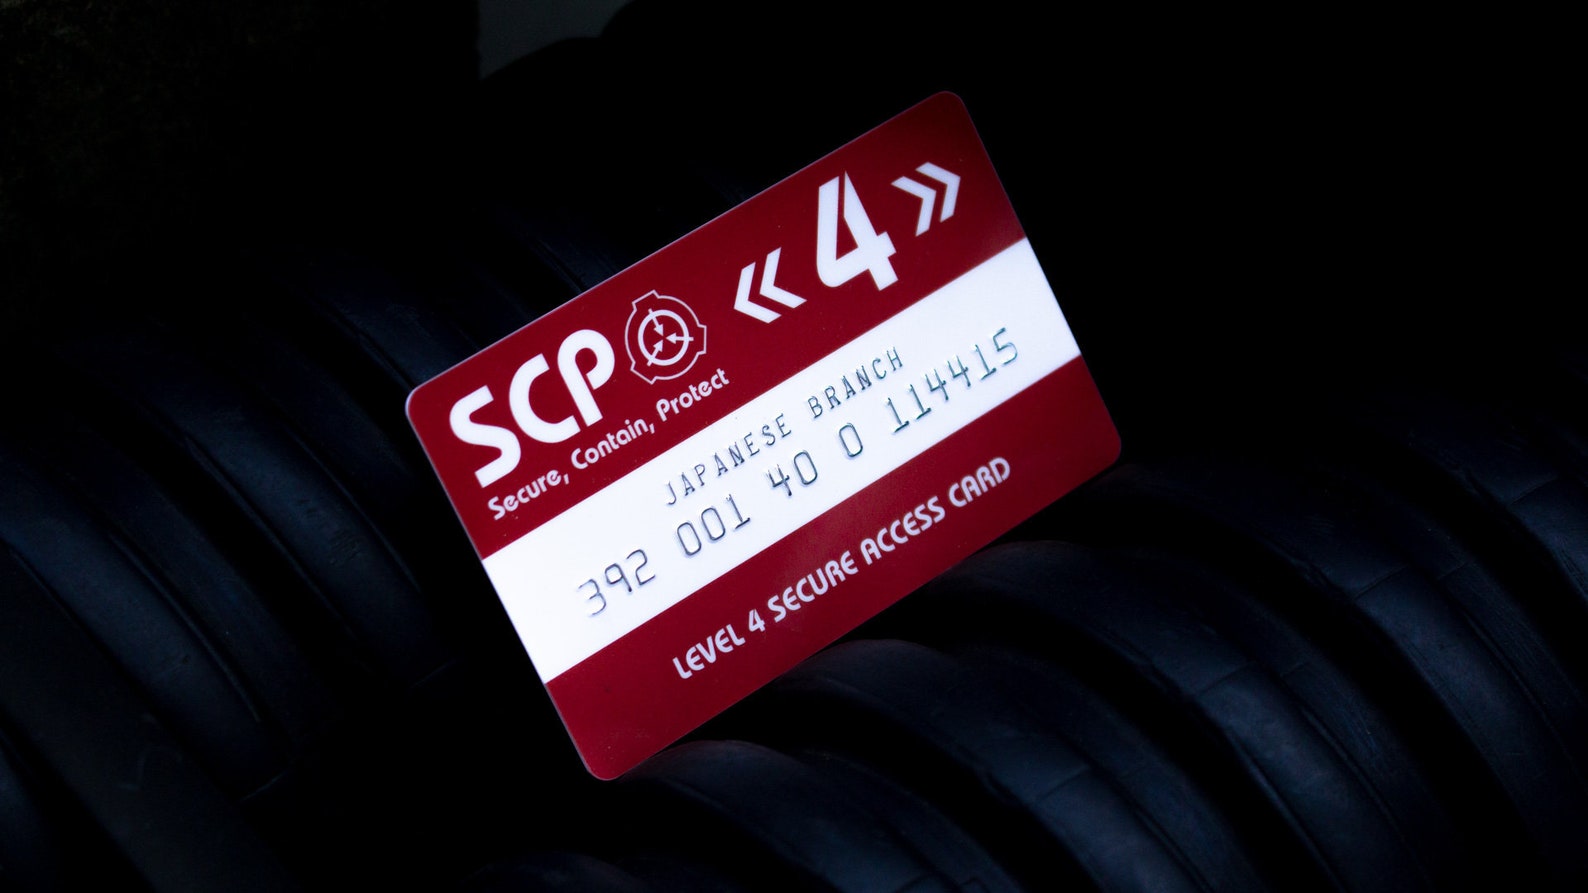 SCP
Secure, Contain, Protect
« 4 »
JAPANESE BRANCH
392 001 40 0 114415
LEVEL 4 SECURE ACCESS CARD